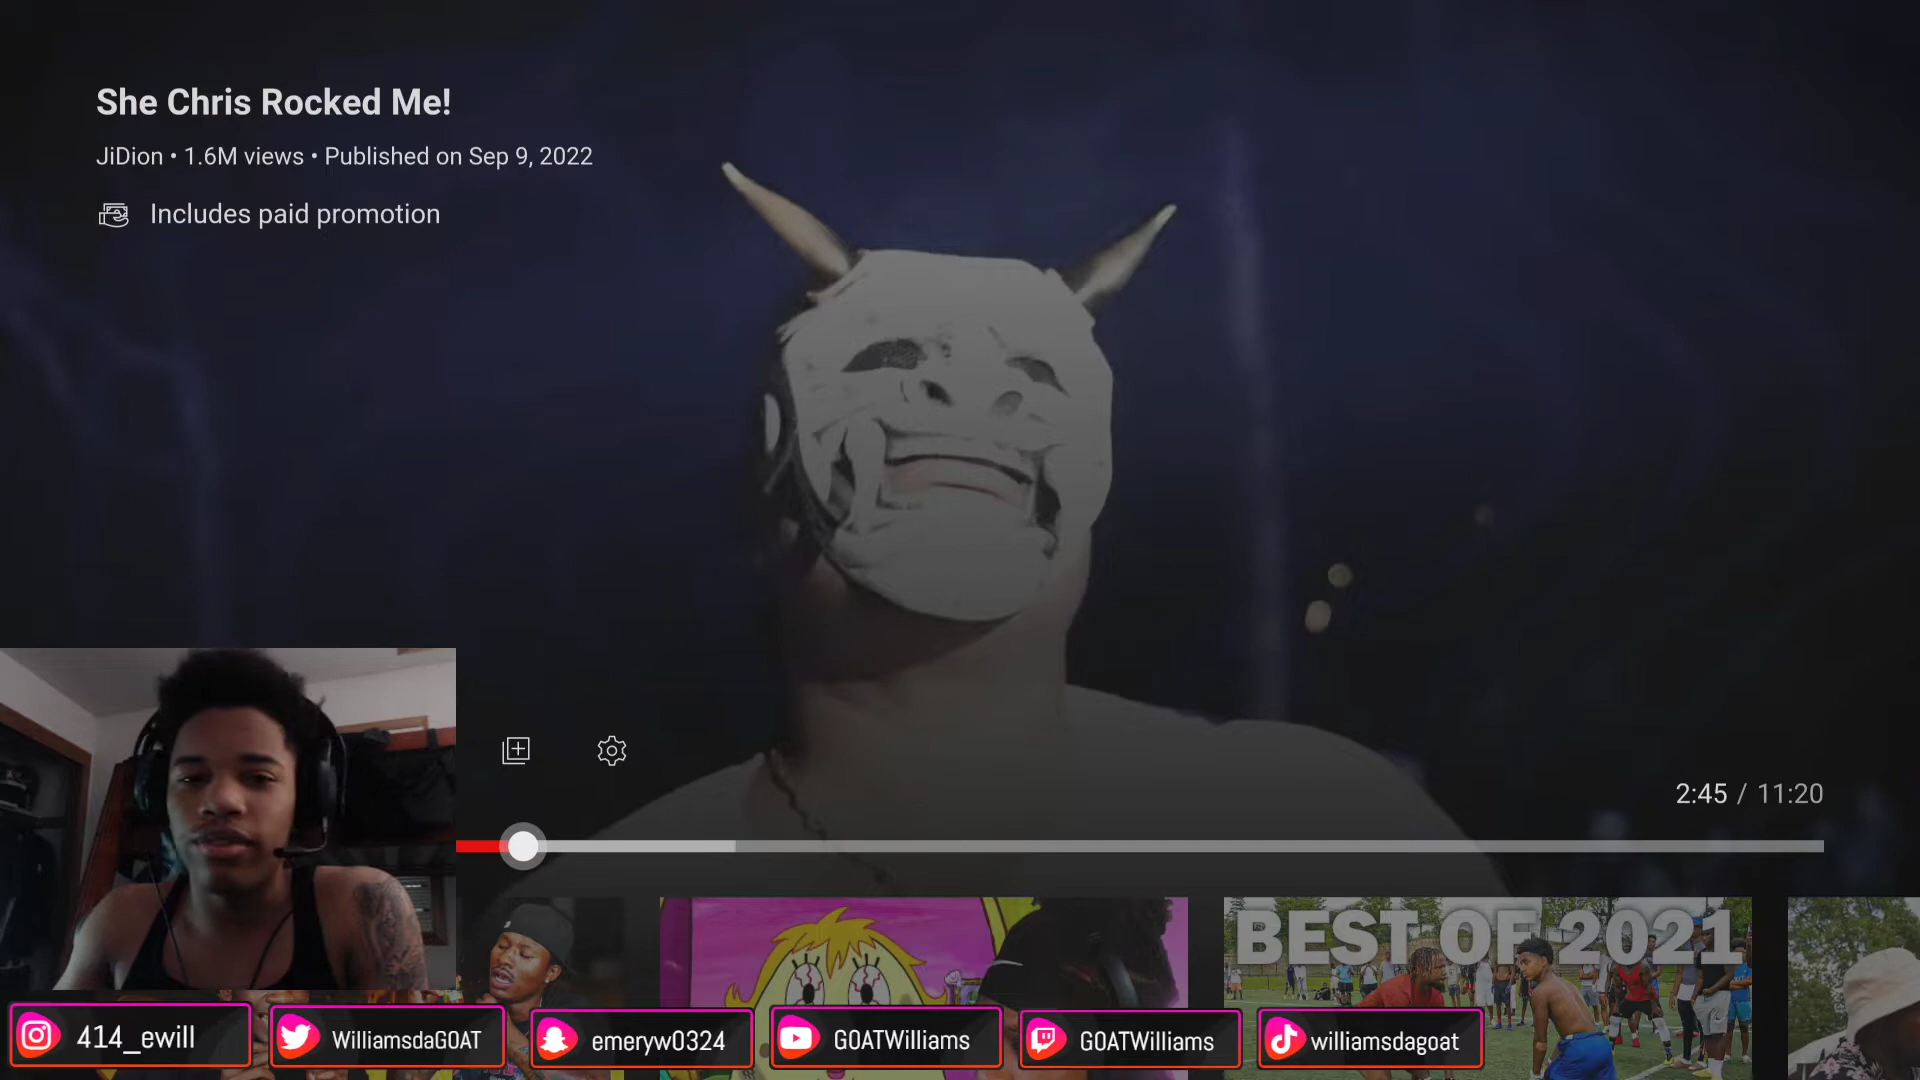 She Chris Rocked Me!
JiDion • 1.6M views • Published on Sep 9, 2022
Includes paid promotion
2:45 / 11:20
BEST OF 2021
414_ewill
WilliamsdaGOAT
emeryw0324
GOATWilliams
GOATWilliams
williamsdagoat